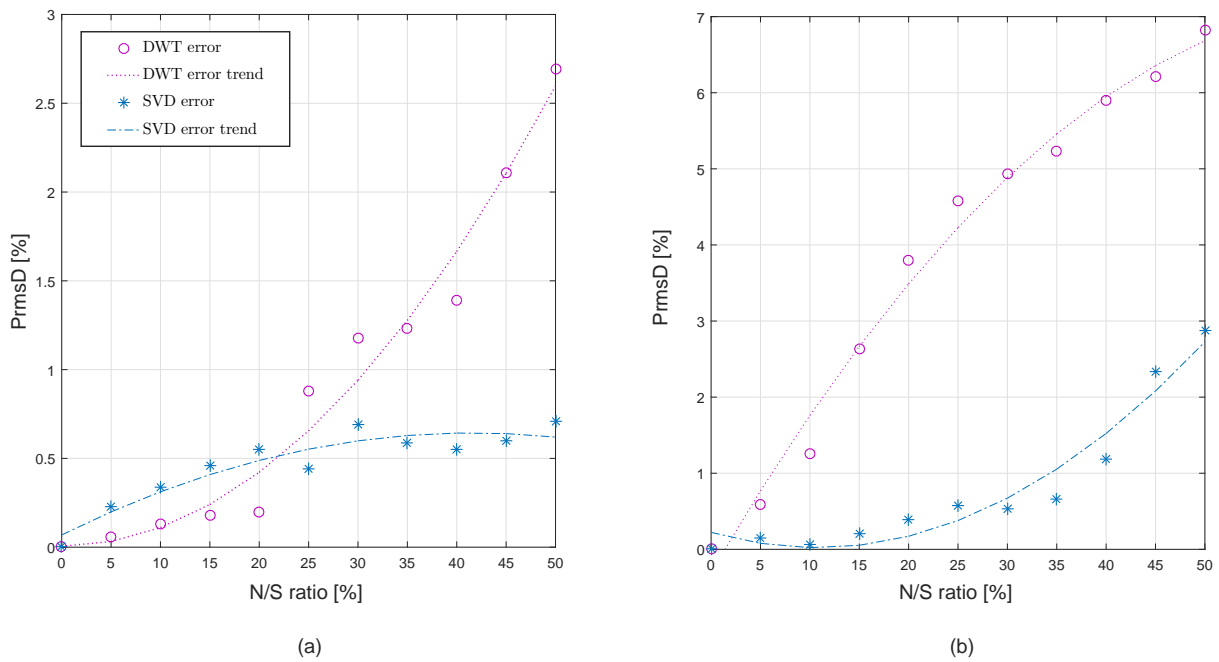 3
2.5
2
1.5
1
0.5
0
PrmsD [%]
DWT error
DWT error trend
SVD error
SVD error trend
0 5 10 15 20 25 30 35 40 45 50
N/S ratio [%]
(a)
7
6
5
4
3
2
1
0
PrmsD [%]
0 5 10 15 20 25 30 35 40 45 50
N/S ratio [%]
(b)